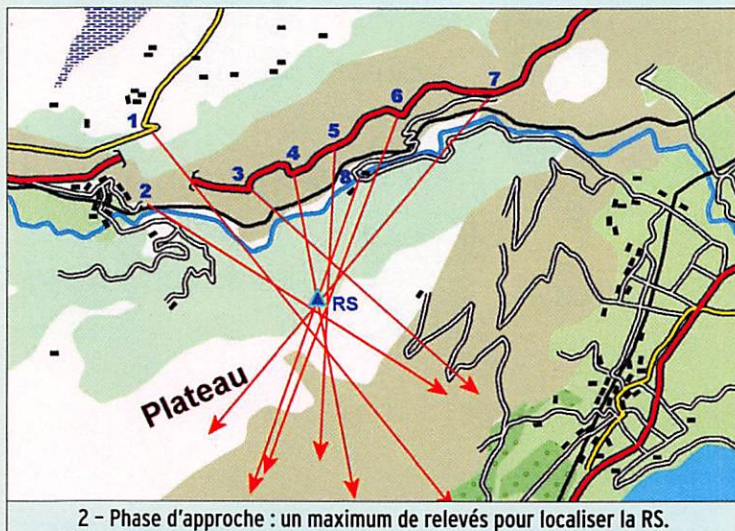 7
6
1
5
4
3
8
2
RS
Plateau
2 – Phase d'approche : un maximum de relevés pour localiser la RS.